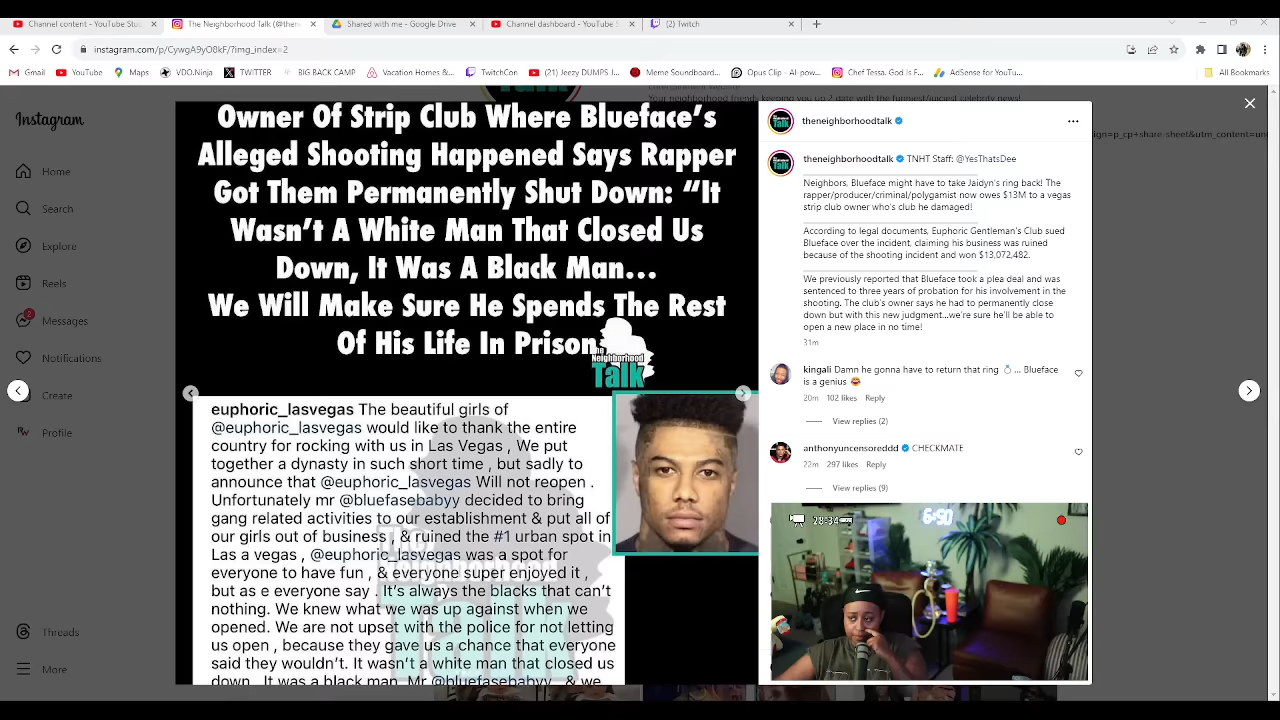 Channel content - YouTube Stu
The Neighborhood Talk (@then
Shared with me - Google Drive
Channel dashboard - YouTube S
(2) Twitch
instagram.com/p/CywgA9yO8kF/?img_index=2
Gmail
YouTube
Maps
VDO.Ninja
TWITTER
BIG BACK CAMP
Vacation Homes &...
TwitchCon
(21) Jeezy DUMPS J...
Meme Soundboard...
Opus Clip - AI-pow...
Chef Tessa. God is F...
AdSense for YouTu...
All Bookmarks
Instagram
Home
Search
Explore
Reels
2
Messages
Notifications
Create
Profile
Threads
More
Owner Of Strip Club Where Blueface's
Alleged Shooting Happened Says Rapper
Got Them Permanently Shut Down: "It
Wasn't A White Man That Closed Us
Down, It Was A Black Man...
We Will Make Sure He Spends The Rest
Of His Life In Prison
The
Neighborhood
Talk
euphoric_lasvegas The beautiful girls of
@euphoric_lasvegas would like to thank the entire
country for rocking with us in Las Vegas , We put
together a dynasty in such short time , but sadly to
announce that @euphoric_lasvegas Will not reopen .
Unfortunately mr @bluefasebabyy decided to bring
gang related activities to our establishment & put all of
our girls out of business , & ruined the #1 urban spot in
Las a vegas , @euphoric_lasvegas was a spot for
everyone to have fun , & everyone super enjoyed it ,
but as e everyone say . It's always the blacks that can't
nothing. We knew what we was up against when we
opened. We are not upset with the police for not letting
us open , because they gave us a chance that everyone
said they wouldn't. It wasn't a white man that closed us
down , It was a black man, Mr @bluefasebabyy , & we
theneighborhoodtalk
theneighborhoodtalk TNHT Staff: @YesThatsDee
Neighbors, Blueface might have to take Jaidyn's ring back! The
rapper/producer/criminal/polygamist now owes $13M to a vegas
strip club owner who's club he damaged!
According to legal documents, Euphoric Gentleman's Club sued
Blueface over the incident, claiming his business was ruined
because of the shooting incident and won $13,072,482.
We previously reported that Blueface took a plea deal and was
sentenced to three years of probation for his involvement in the
shooting. The club's owner says he had to permanently close
down but with this new judgment...we're sure he'll be able to
open a new place in no time!
31m
kingali Damn he gonna have to return that ring 💍 ... Blueface
is a genius 😂
20m 102 likes Reply
View replies (2)
anthonyuncensoreddd CHECKMATE
22m 297 likes Reply
View replies (9)
28:34
6:50